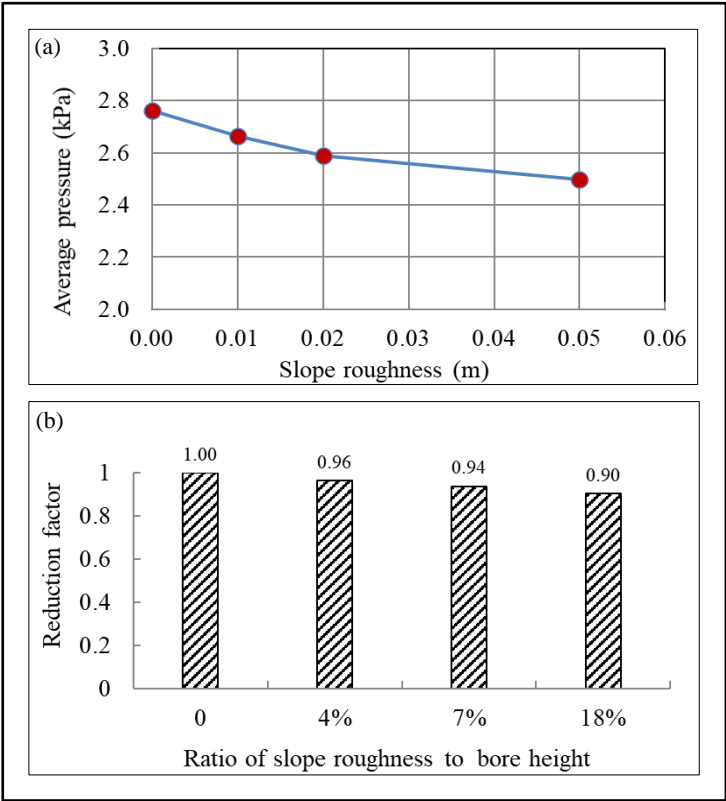 (a)
Average pressure (kPa)
3.0
2.8
2.6
2.4
2.2
2.0
0.00 0.01 0.02 0.03 0.04 0.05 0.06
Slope roughness (m)
(b)
Reduction factor
1
0.8
0.6
0.4
0.2
0
1.00 0.96 0.94 0.90
0 4% 7% 18%
Ratio of slope roughness to bore height